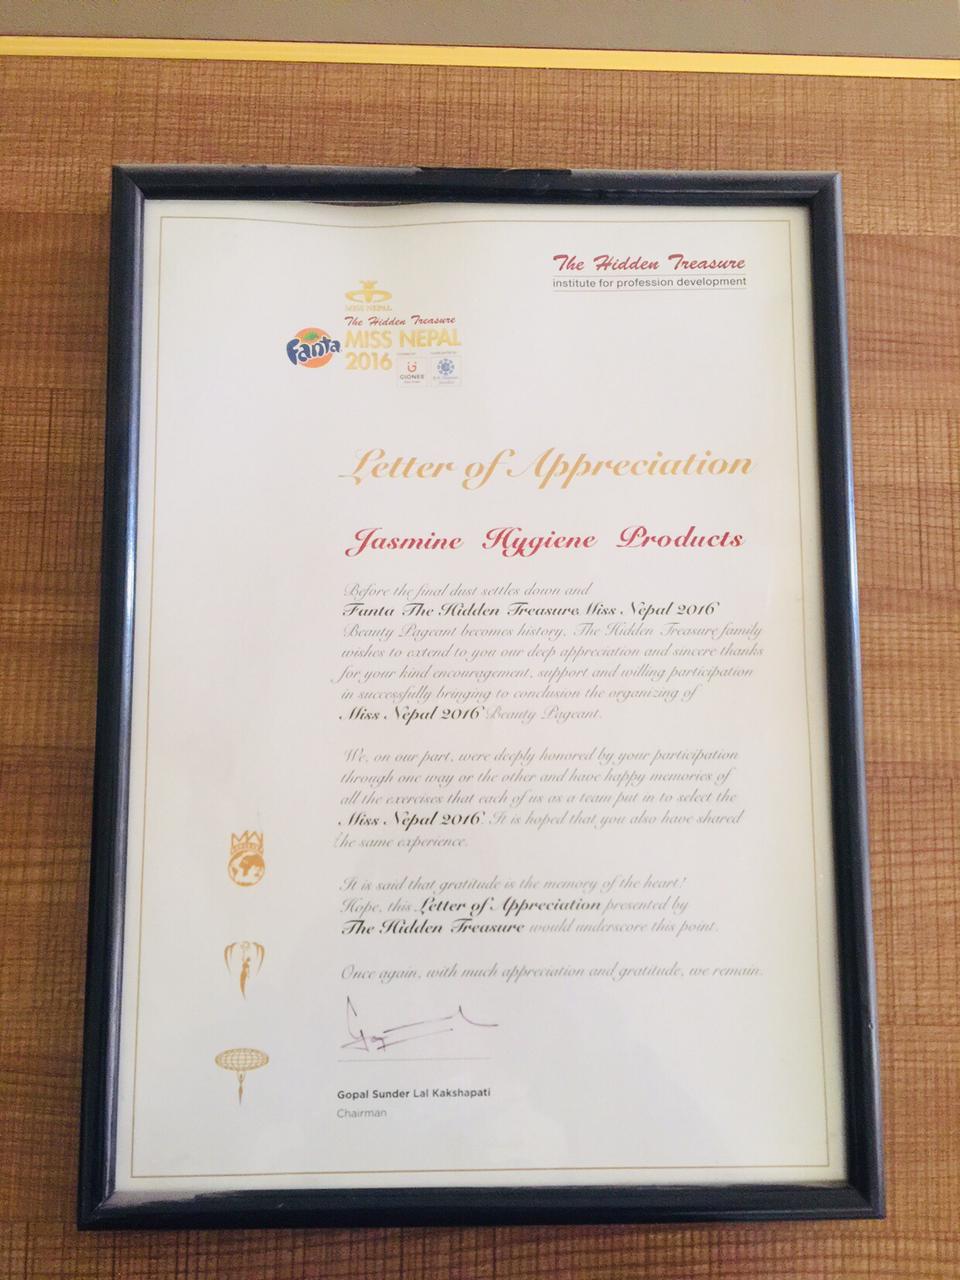 The Hidden Treasure
institute for profession development
MISS NEPAL
The Hidden Treasure
Fanta
MISS NEPAL
2016
GIONEE
Letter of Appreciation
Jasmine Hygiene Products
Before the final dust settles down and
Fanta The Hidden Treasure Miss Nepal 2016
Beauty Pageant becomes history, The Hidden Treasure family
wishes to extend to you our deep appreciation and sincere thanks
for your kind encouragement, support and willing participation
in successfully bringing to conclusion the organizing of
Miss Nepal 2016 Beauty Pageant.
We, on our part, were deeply honored by your participation
through one way or the other and have happy memories of
all the exercises that each of us as a team put in to select the
Miss Nepal 2016. It is hoped that you also have shared
the same experience.
It is said that gratitude is the memory of the heart!
Hope, this Letter of Appreciation presented by
The Hidden Treasure would underscore this point.
Once again, with much appreciation and gratitude, we remain.
Gopal Sunder Lal Kakshapati
Chairman